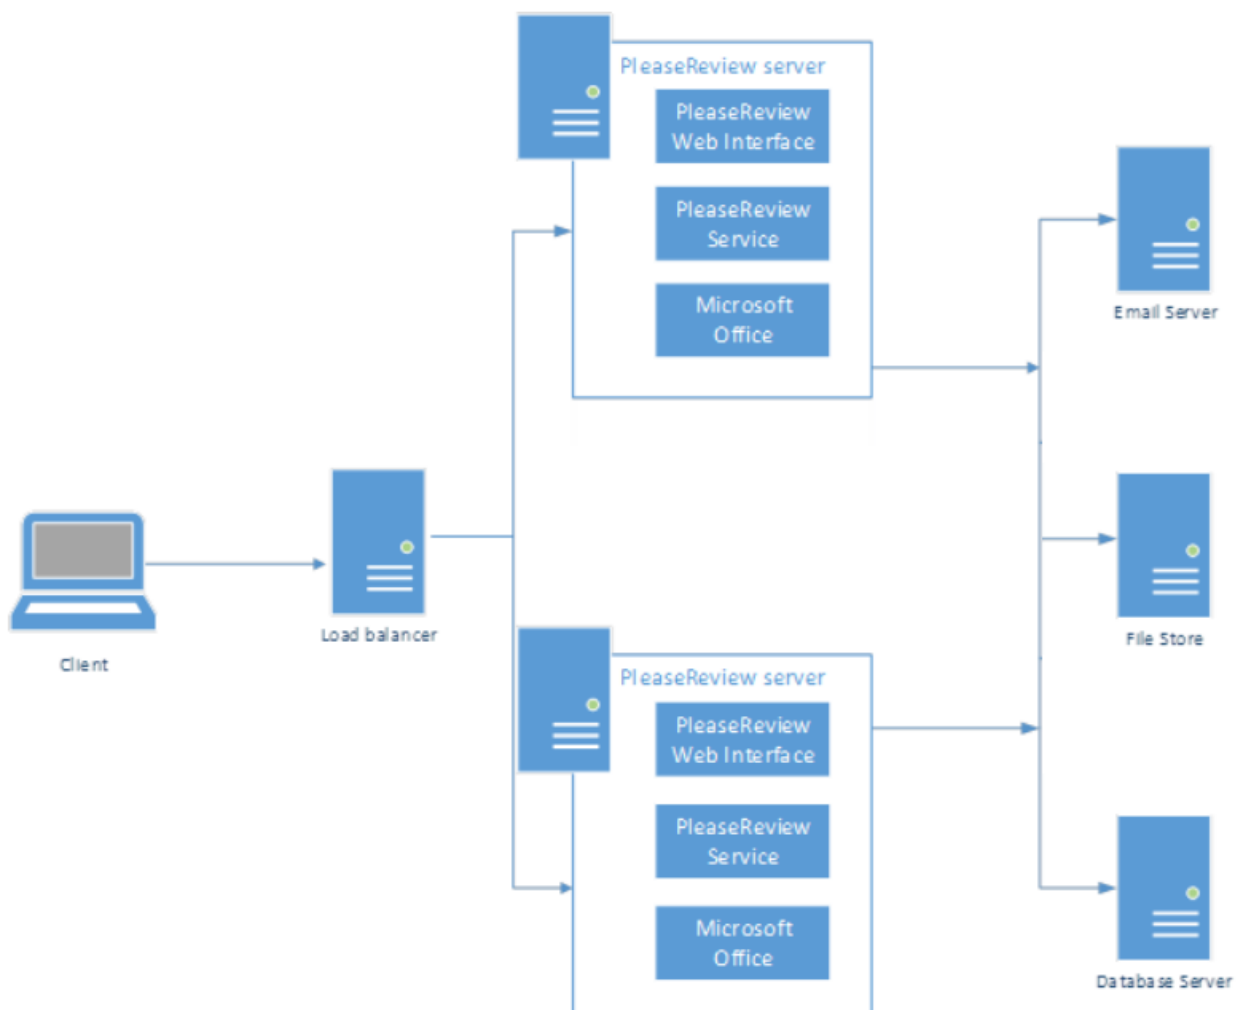 PleaseReview server
PleaseReview
Web Interface
PleaseReview
Service
Microsoft
Office
Email Server
Load balancer
Client
File Store
PleaseReview server
PleaseReview
Web Interface
PleaseReview
Service
Microsoft
Office
Database Server